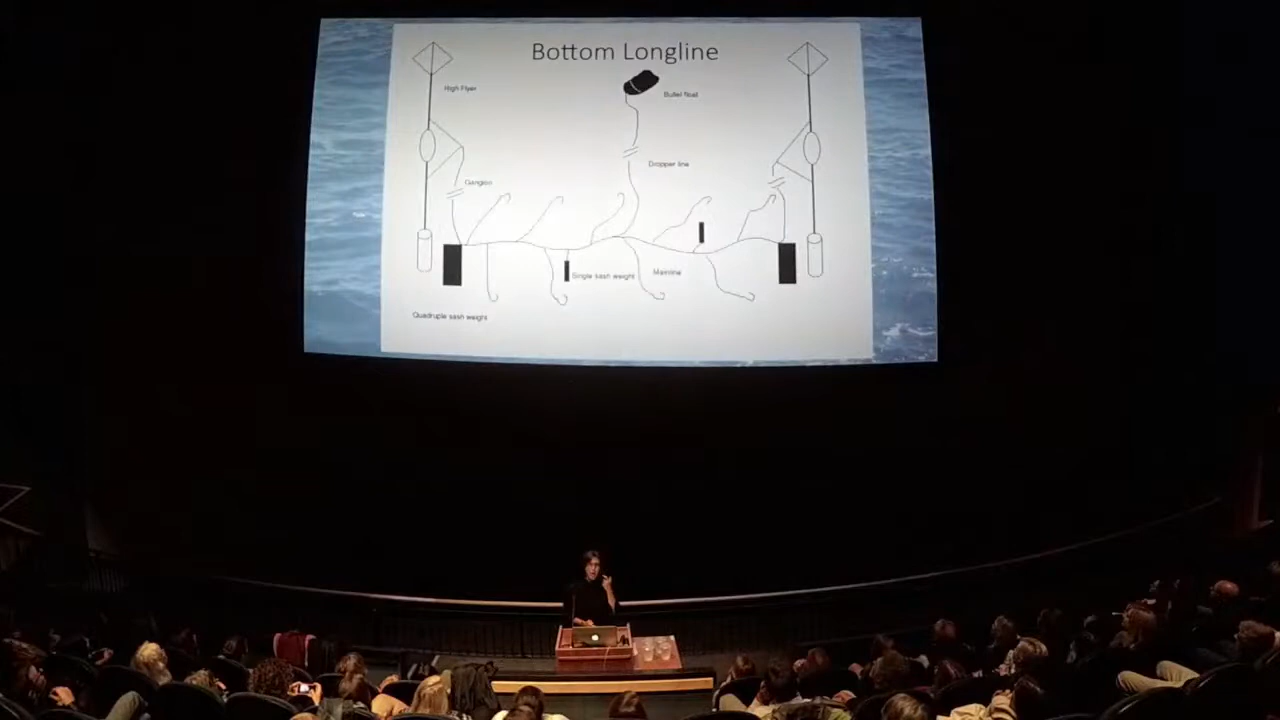 Bottom Longline
High Flyer
Bullet float
Dropper line
Gangion
Single sash weight
Mainline
Quadruple sash weight